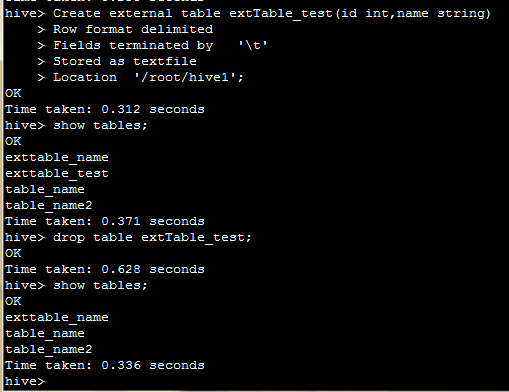 hive> Create external table extTable_test(id int,name string)
    > Row format delimited
    > Fields terminated by   '\t'
    > Stored as textfile
    > Location  '/root/hive1';
OK
Time taken: 0.312 seconds
hive> show tables;
OK
exttable_name
exttable_test
table_name
table_name2
Time taken: 0.371 seconds
hive> drop table extTable_test;
OK
Time taken: 0.628 seconds
hive> show tables;
OK
exttable_name
table_name
table_name2
Time taken: 0.336 seconds
hive>